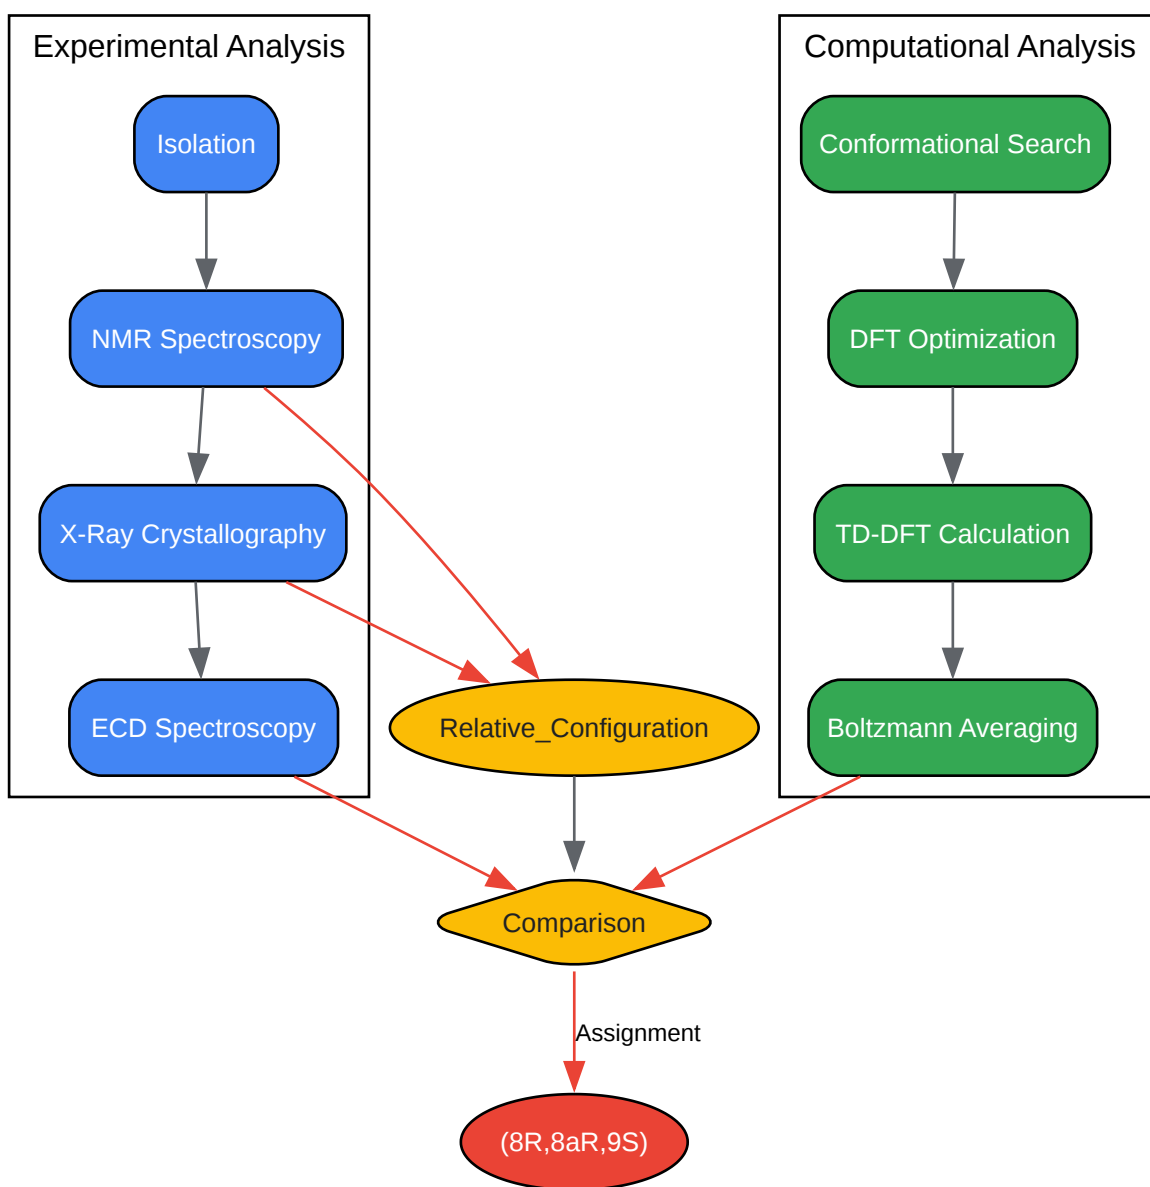 Experimental Analysis
Isolation
NMR Spectroscopy
X-Ray Crystallography
ECD Spectroscopy
Computational Analysis
Conformational Search
DFT Optimization
TD-DFT Calculation
Boltzmann Averaging
Relative_Configuration
Comparison
Assignment
(8R,8aR,9S)